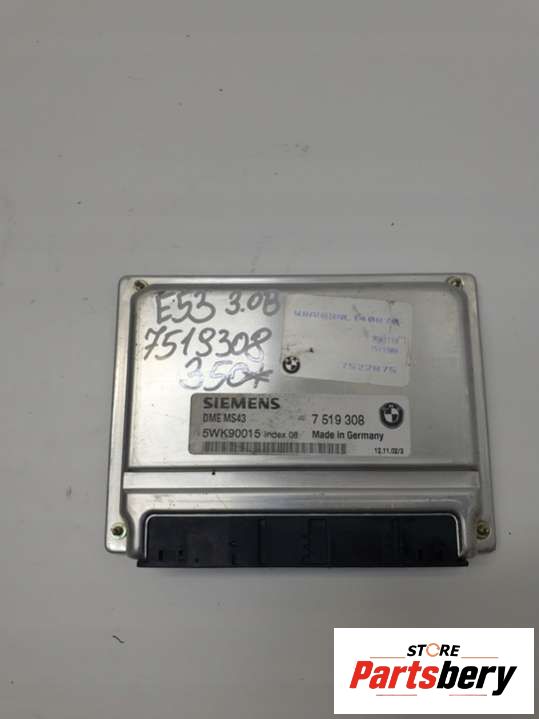 E53 3.0B
7519308
350*
7522875
SIEMENS
DME MS43
7 519 308
5WK90015 Index 08 Made in Germany
12.11.02/3
BMW
STORE
Partsbery